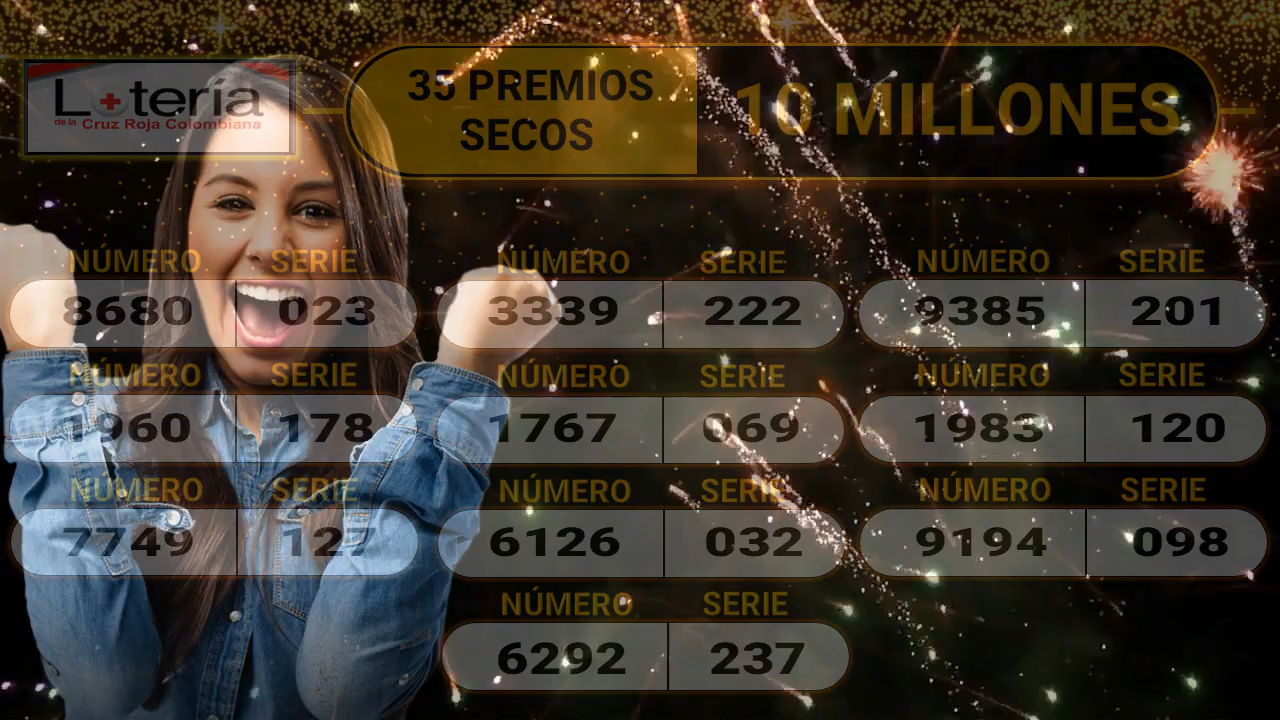 Lotería
de la Cruz Roja Colombiana
35 PREMIOS
SECOS
10 MILLONES
NÚMERO SERIE NÚMERO SERIE NÚMERO SERIE
8680 023 3339 222 9385 201
NÚMERO SERIE NÚMERO SERIE NÚMERO SERIE
1960 178 1767 069 1983 120
NÚMERO SERIE NÚMERO SERIE NÚMERO SERIE
7749 127 6126 032 9194 098
NÚMERO SERIE
6292 237